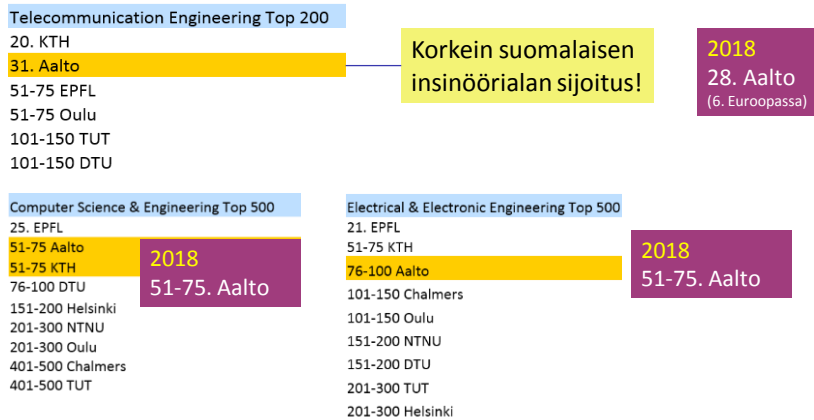 Telecommunication Engineering Top 200
20. KTH
31. Aalto
51-75 EPFL
51-75 Oulu
101-150 TUT
101-150 DTU
Korkein suomalaisen
insinöörialan sijoitus!
2018
28. Aalto
(6. Euroopassa)
Computer Science & Engineering Top 500
25. EPFL
51-75 Aalto
51-75 KTH
76-100 DTU
151-200 Helsinki
201-300 NTNU
201-300 Oulu
401-500 Chalmers
401-500 TUT
2018
51-75. Aalto
Electrical & Electronic Engineering Top 500
21. EPFL
51-75 KTH
76-100 Aalto
101-150 Chalmers
101-150 Oulu
151-200 NTNU
151-200 DTU
201-300 TUT
201-300 Helsinki
2018
51-75. Aalto